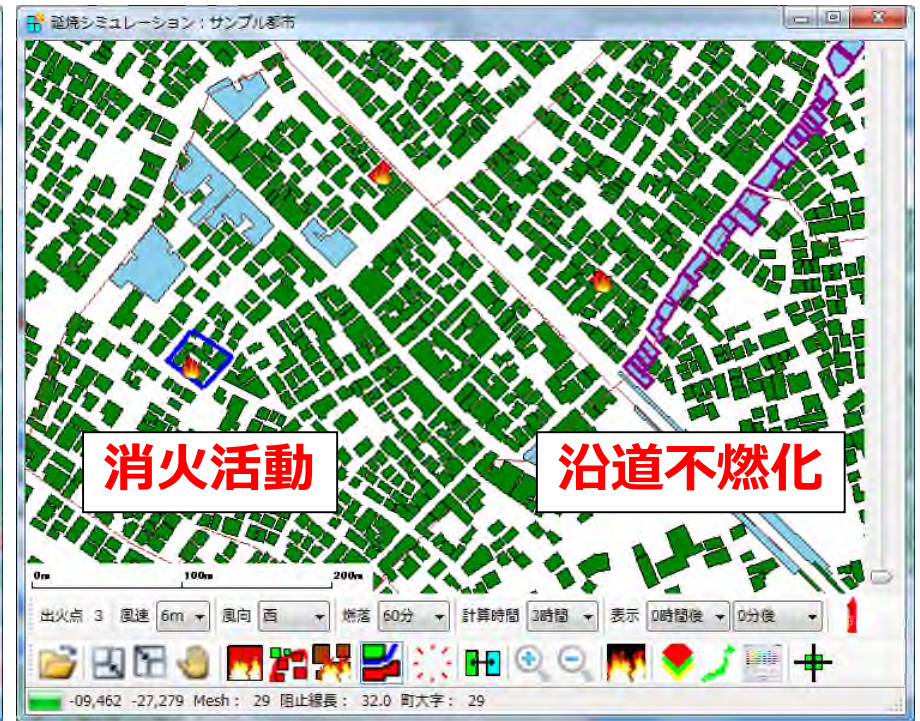 延焼シミュレーション：サンプル都市
消火活動
沿道不燃化
0m 100m 200m
出火点 3 風速 6m 風向 西 燃落 60分 計算時間 3時間 表示 0時間後 0分後
-09,462 -27,279 Mesh : 29 阻止線長 : 32.0 町大字 : 29